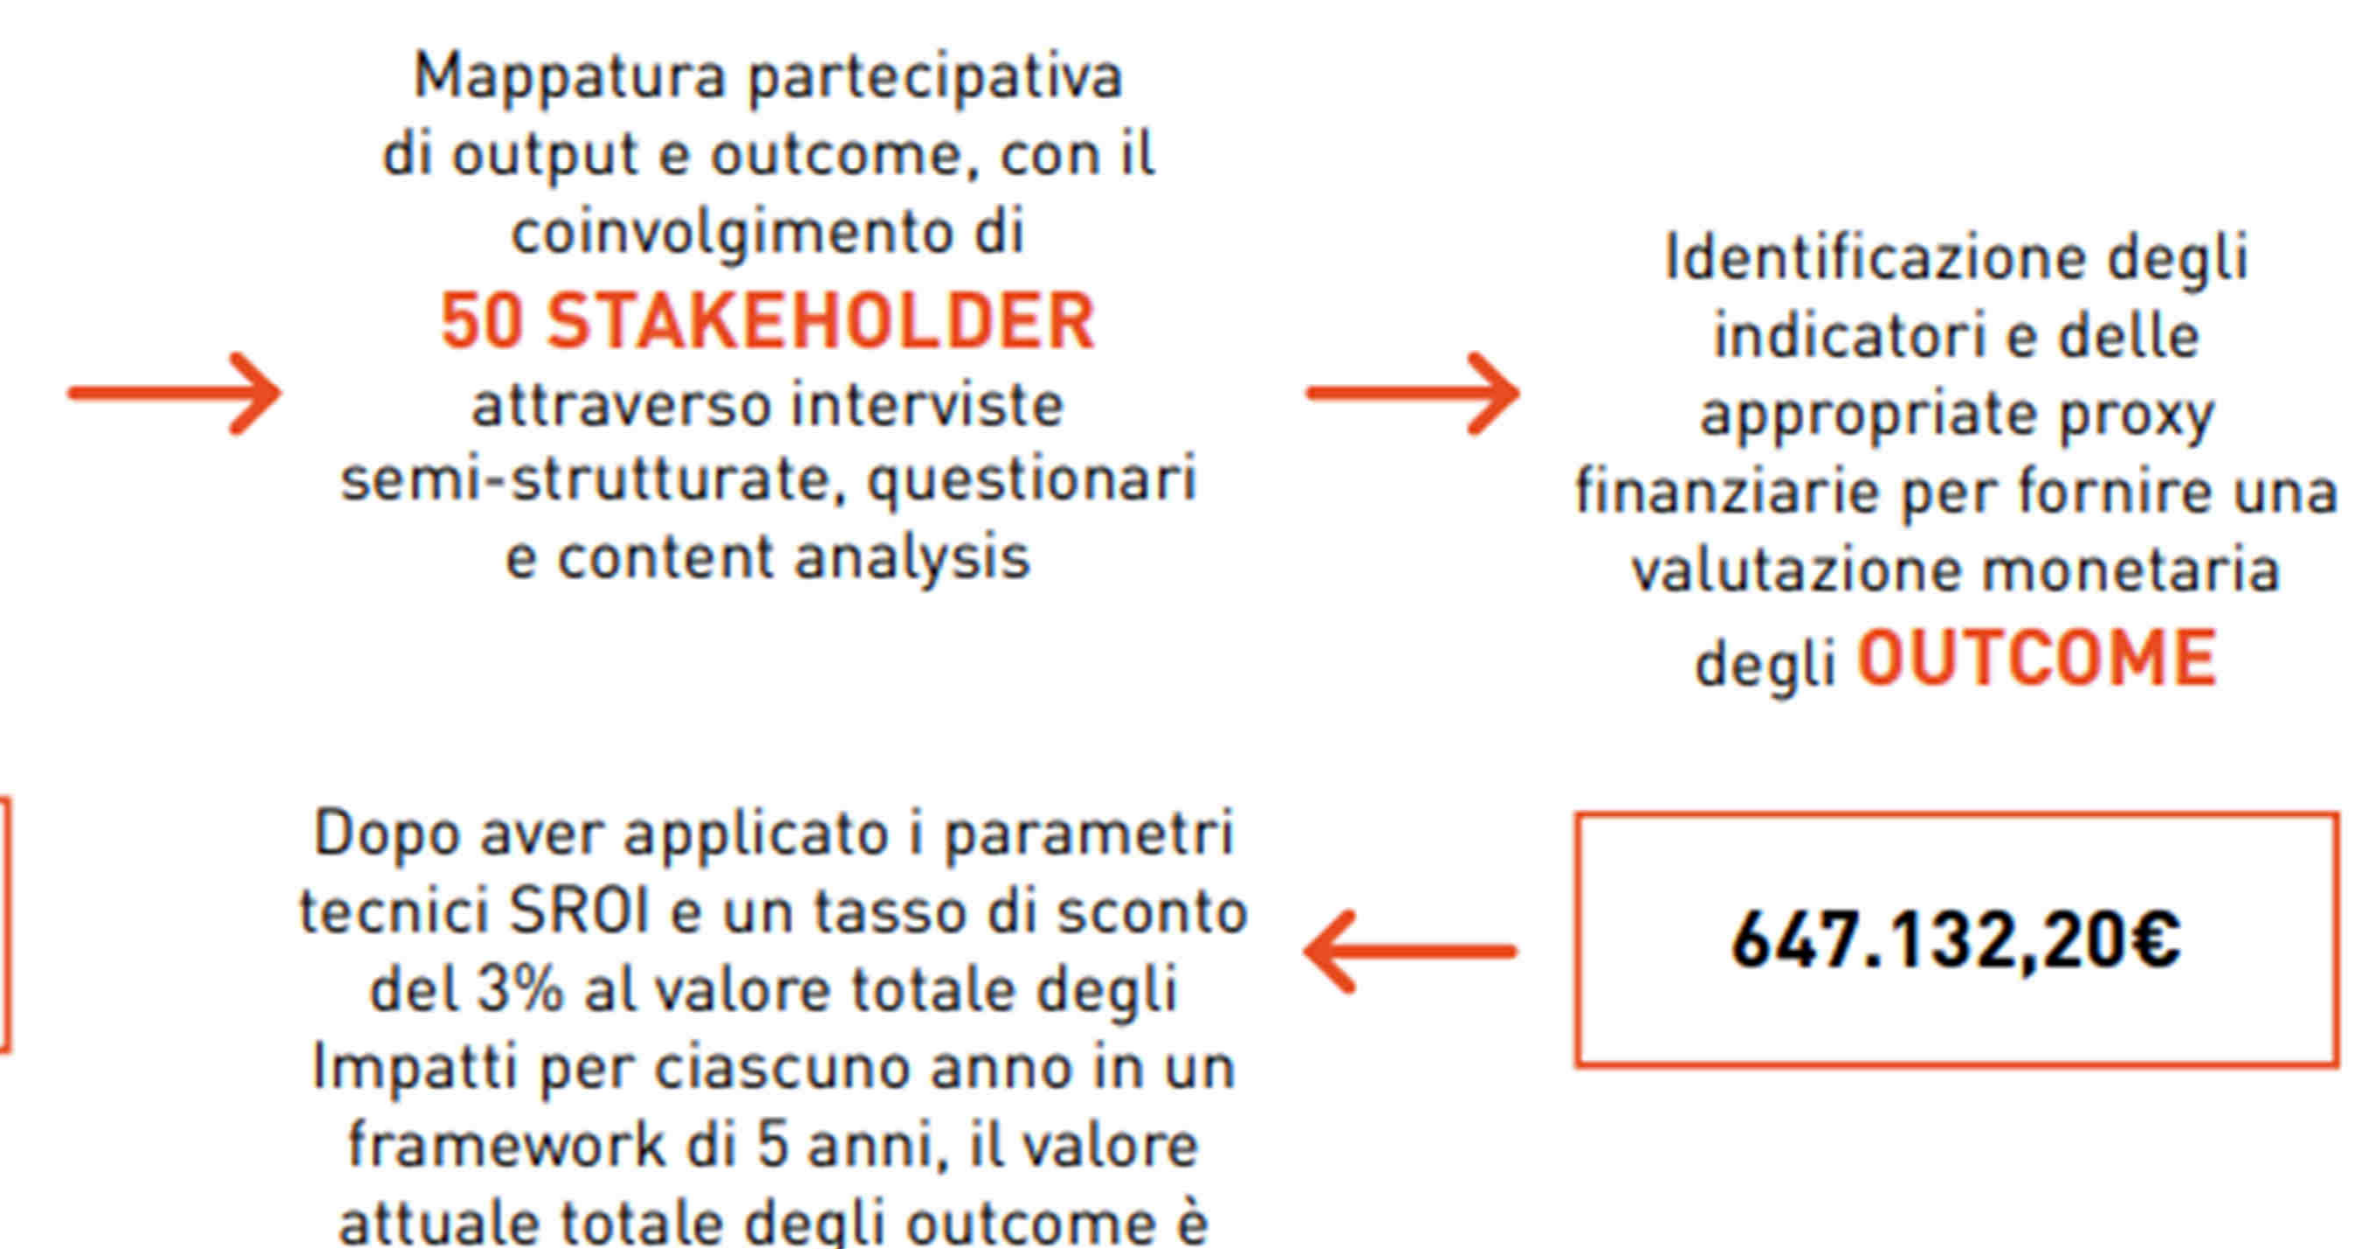 Mappatura partecipativa
di output e outcome, con il
coinvolgimento di
50 STAKEHOLDER
attraverso interviste
semi-strutturate, questionari
e content analysis
Identificazione degli
indicatori e delle
appropriate proxy
finanziarie per fornire una
valutazione monetaria
degli OUTCOME
647.132,20€
Dopo aver applicato i parametri
tecnici SROI e un tasso di sconto
del 3% al valore totale degli
Impatti per ciascuno anno in un
framework di 5 anni, il valore
attuale totale degli outcome è